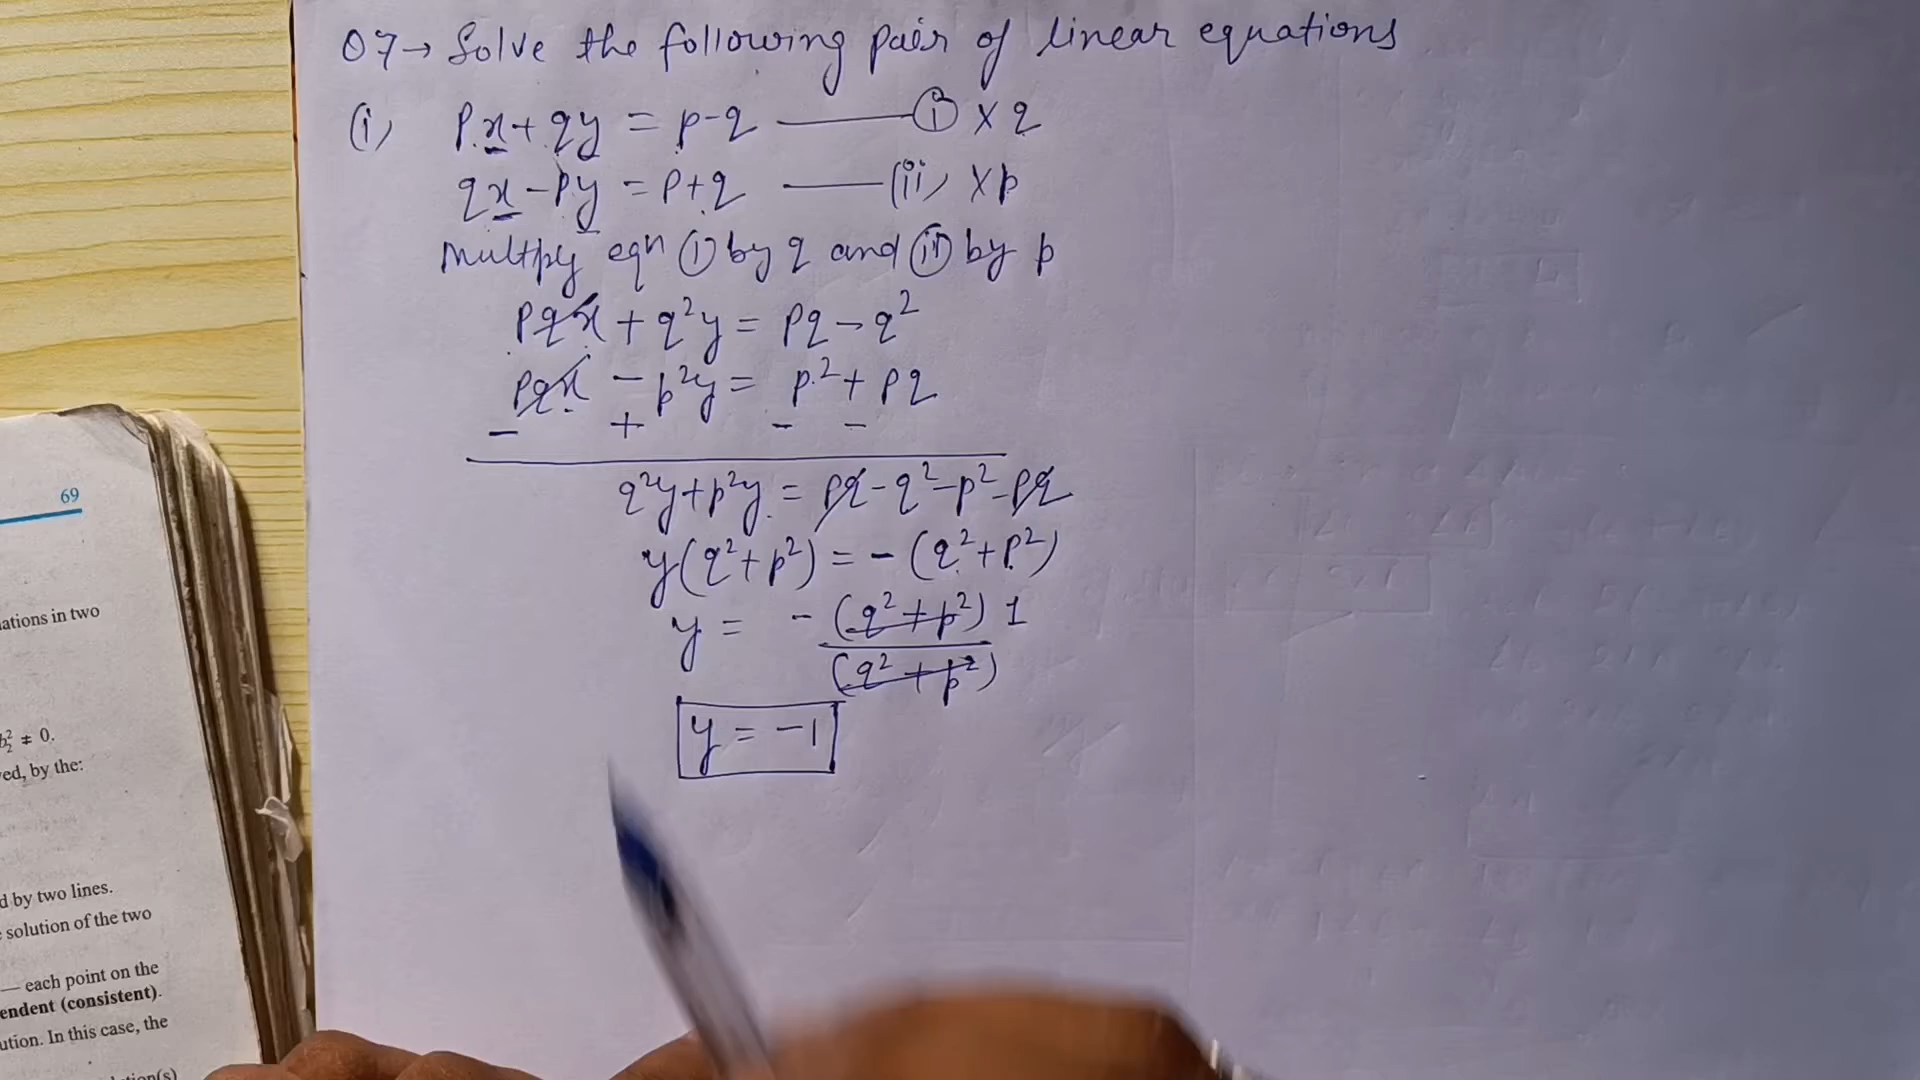 Q7→ Solve the following pair of linear equations
(i) px + qy = p-q —— (i) × q
qx - py = p+q —— (ii) × p
Multply eqn (i) by q and (ii) by p
pqx + q²y = pq - q²
pqx - p²y = p² + pq
- + - -
q²y + p²y = pq - q² - p² - pq
y(q² + p²) = - (q² + p²)
y = - (q² + p²) 1
(q² + p²)
y = -1
69
ations in two
b₂² ≠ 0.
ved, by the:
d by two lines.
solution of the two
— each point on the
endent (consistent).
ution. In this case, the